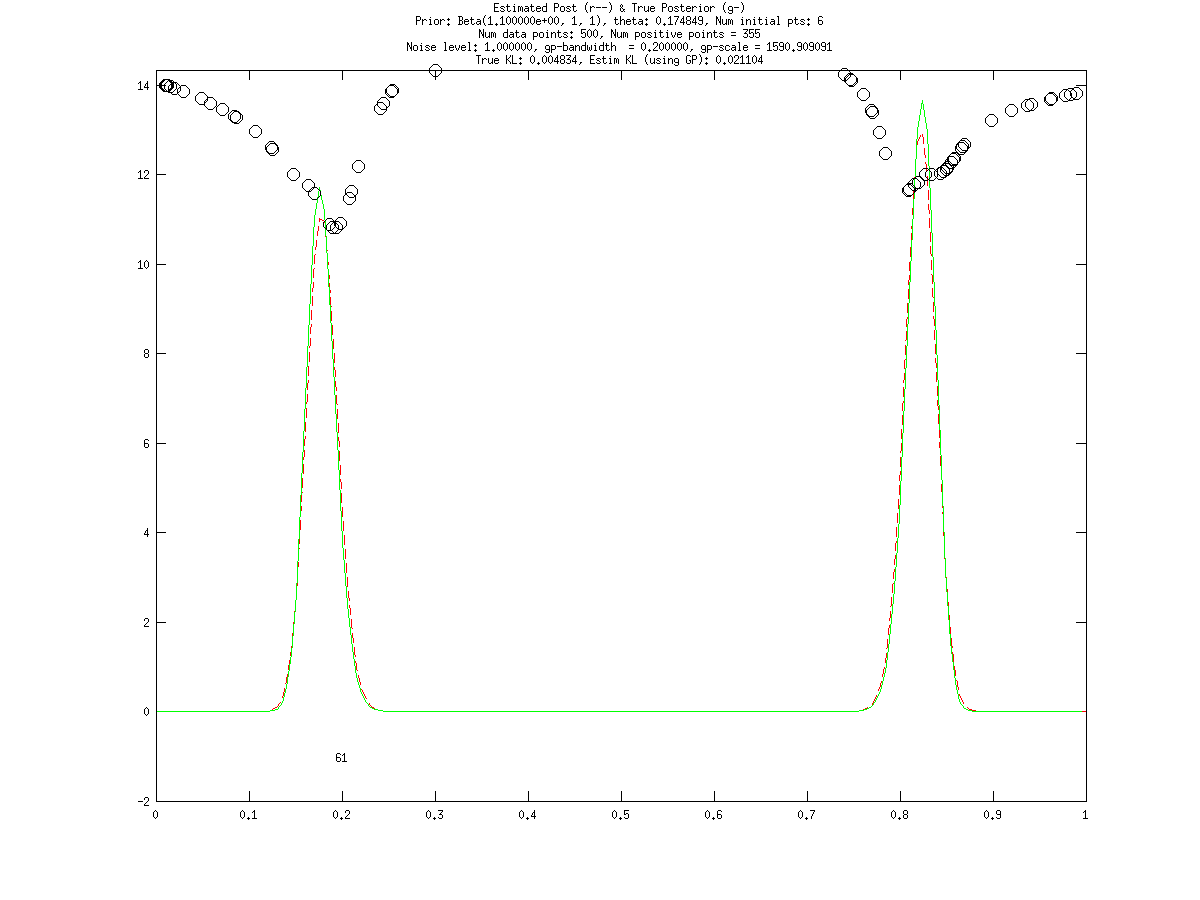 Estimated Post (r--) & True Posterior (g-)
Prior: Beta(1.100000e+00, 1, 1), theta: 0.174849, Num initial pts: 6
Num data points: 500, Num positive points = 355
Noise level: 1.000000, gp-bandwidth  = 0.200000, gp-scale = 1590.909091
True KL: 0.004834, Estim KL (using GP): 0.021104
14
12
10
8
6
4
2
0
61
-2
0 0.1 0.2 0.3 0.4 0.5 0.6 0.7 0.8 0.9 1